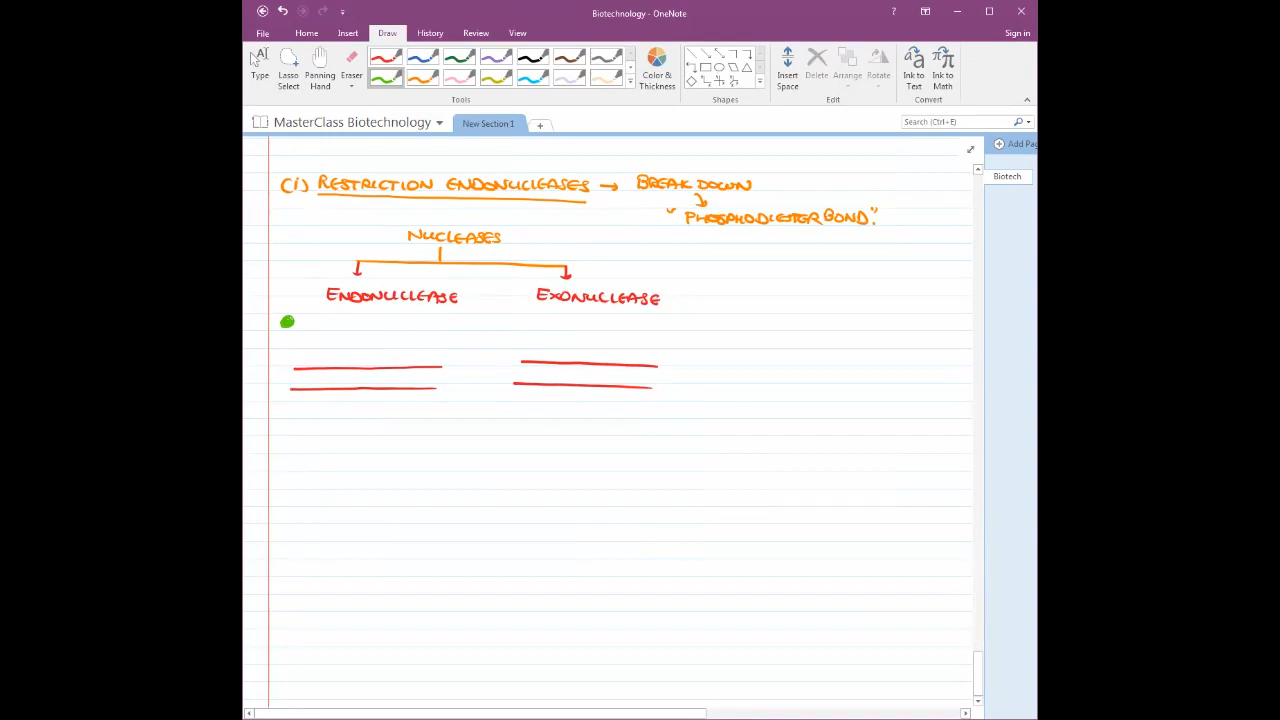 Biotechnology - OneNote
?
File Home Insert Draw History Review View Sign in
Type Lasso Select Panning Hand Eraser Color & Thickness Insert Space Delete Arrange Rotate Ink to Text Ink to Math
Tools Shapes Edit Convert
MasterClass Biotechnology New Section 1 Search (Ctrl+E)
Add Pag
Biotech
(i) RESTRICTION ENDONUCLEASES → BREAK DOWN
"PHOSPHODIESTER BOND."
NUCLEASES
ENDONUCLEASE EXONUCLEASE